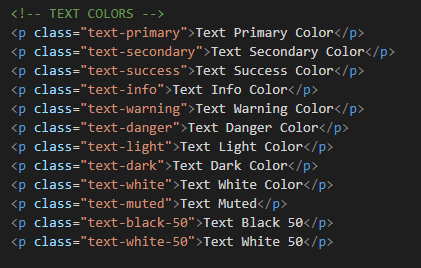 <!-- TEXT COLORS -->
<p class="text-primary">Text Primary Color</p>
<p class="text-secondary">Text Secondary Color</p>
<p class="text-success">Text Success Color</p>
<p class="text-info">Text Info Color</p>
<p class="text-warning">Text Warning Color</p>
<p class="text-danger">Text Danger Color</p>
<p class="text-light">Text Light Color</p>
<p class="text-dark">Text Dark Color</p>
<p class="text-white">Text White Color</p>
<p class="text-muted">Text Muted</p>
<p class="text-black-50">Text Black 50</p>
<p class="text-white-50">Text White 50</p>